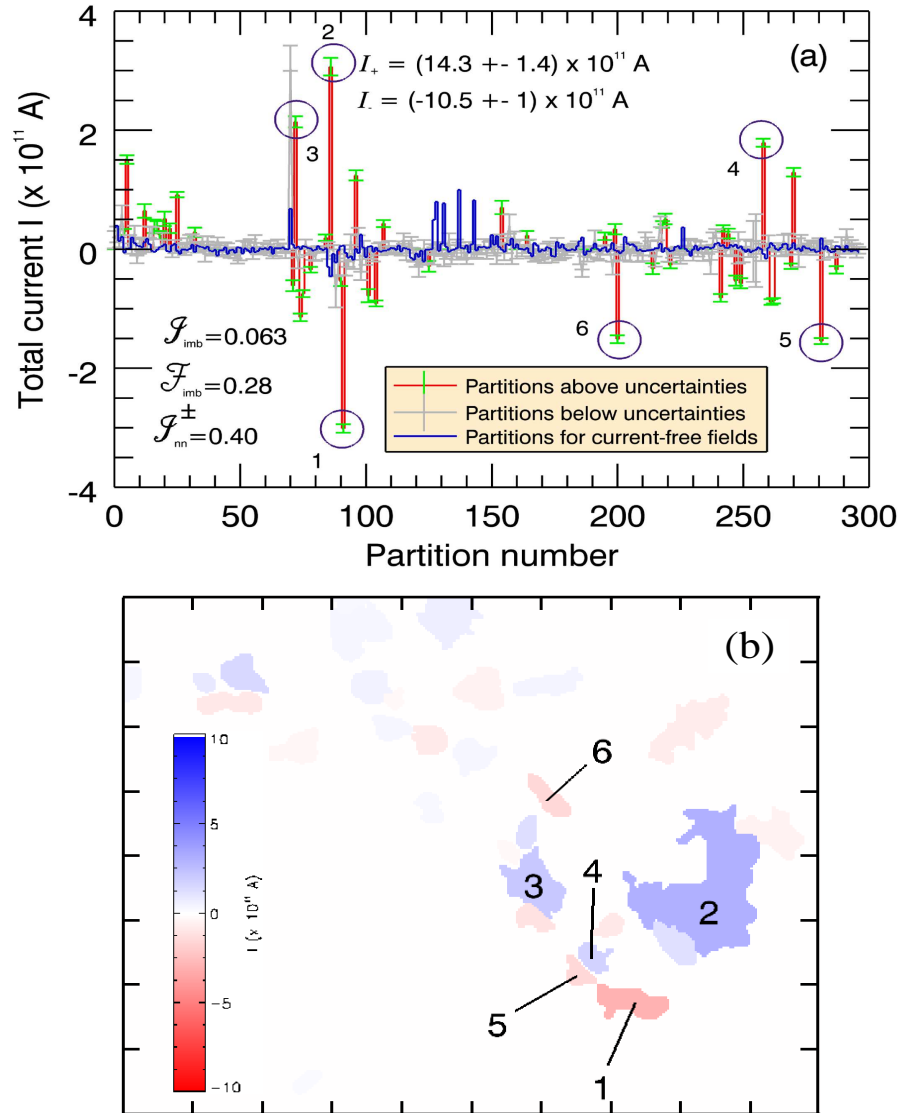 4
2
0
-2
-4
Total current I (x 10¹¹ A)
(a)
I₊ = (14.3 +- 1.4) x 10¹¹ A
I₋ = (-10.5 +- 1) x 10¹¹ A
2
3
4
1
6
5
ℐimb=0.063
ℱimb=0.28
ℐnn±=0.40
Partitions above uncertainties
Partitions below uncertainties
Partitions for current-free fields
0 50 100 150 200 250 300
Partition number
(b)
10
5
0
-5
-10
I (x 10¹¹ A)
6
3
4
2
5
1